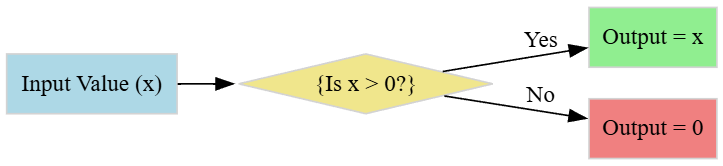 Input Value (x)
{Is x > 0?}
Yes
Output = x
No
Output = 0